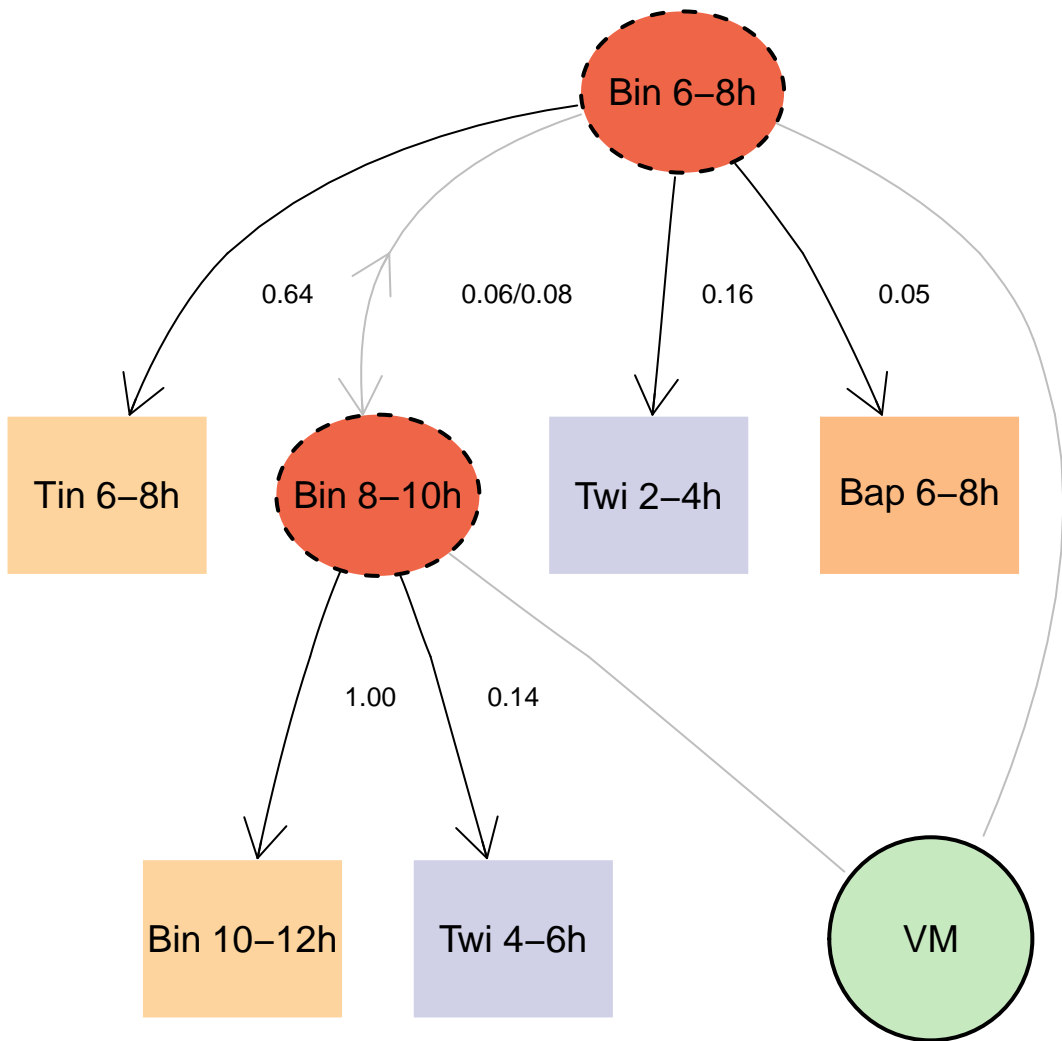 Bin 6–8h
0.64
0.06/0.08
0.16
0.05
Tin 6–8h
Bin 8–10h
Twi 2–4h
Bap 6–8h
1.00
0.14
Bin 10–12h
Twi 4–6h
VM